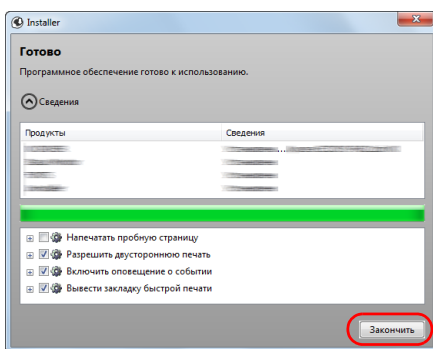 Installer
Готово
Программное обеспечение готово к использованию.
Сведения
Продукты Сведения
Напечатать пробную страницу
Разрешить двустороннюю печать
Включить оповещение о событии
Вывести закладку быстрой печати
Закончить